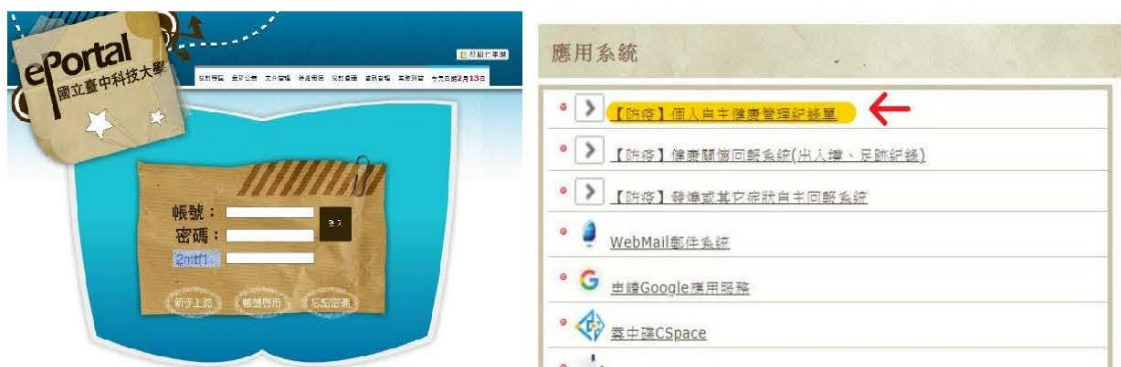 ePortal
國立臺中科技大學
帳號：
密碼：
登入
新手上路 帳號啟用 忘記密碼
應用系統
【防疫】個人自主健康管理紀錄單
【防疫】健康關懷回報系統(出入境、足跡紀錄)
【防疫】發燒或其它症狀自主回報系統
WebMail郵件系統
申請Google應用服務
雲中碟CSpace